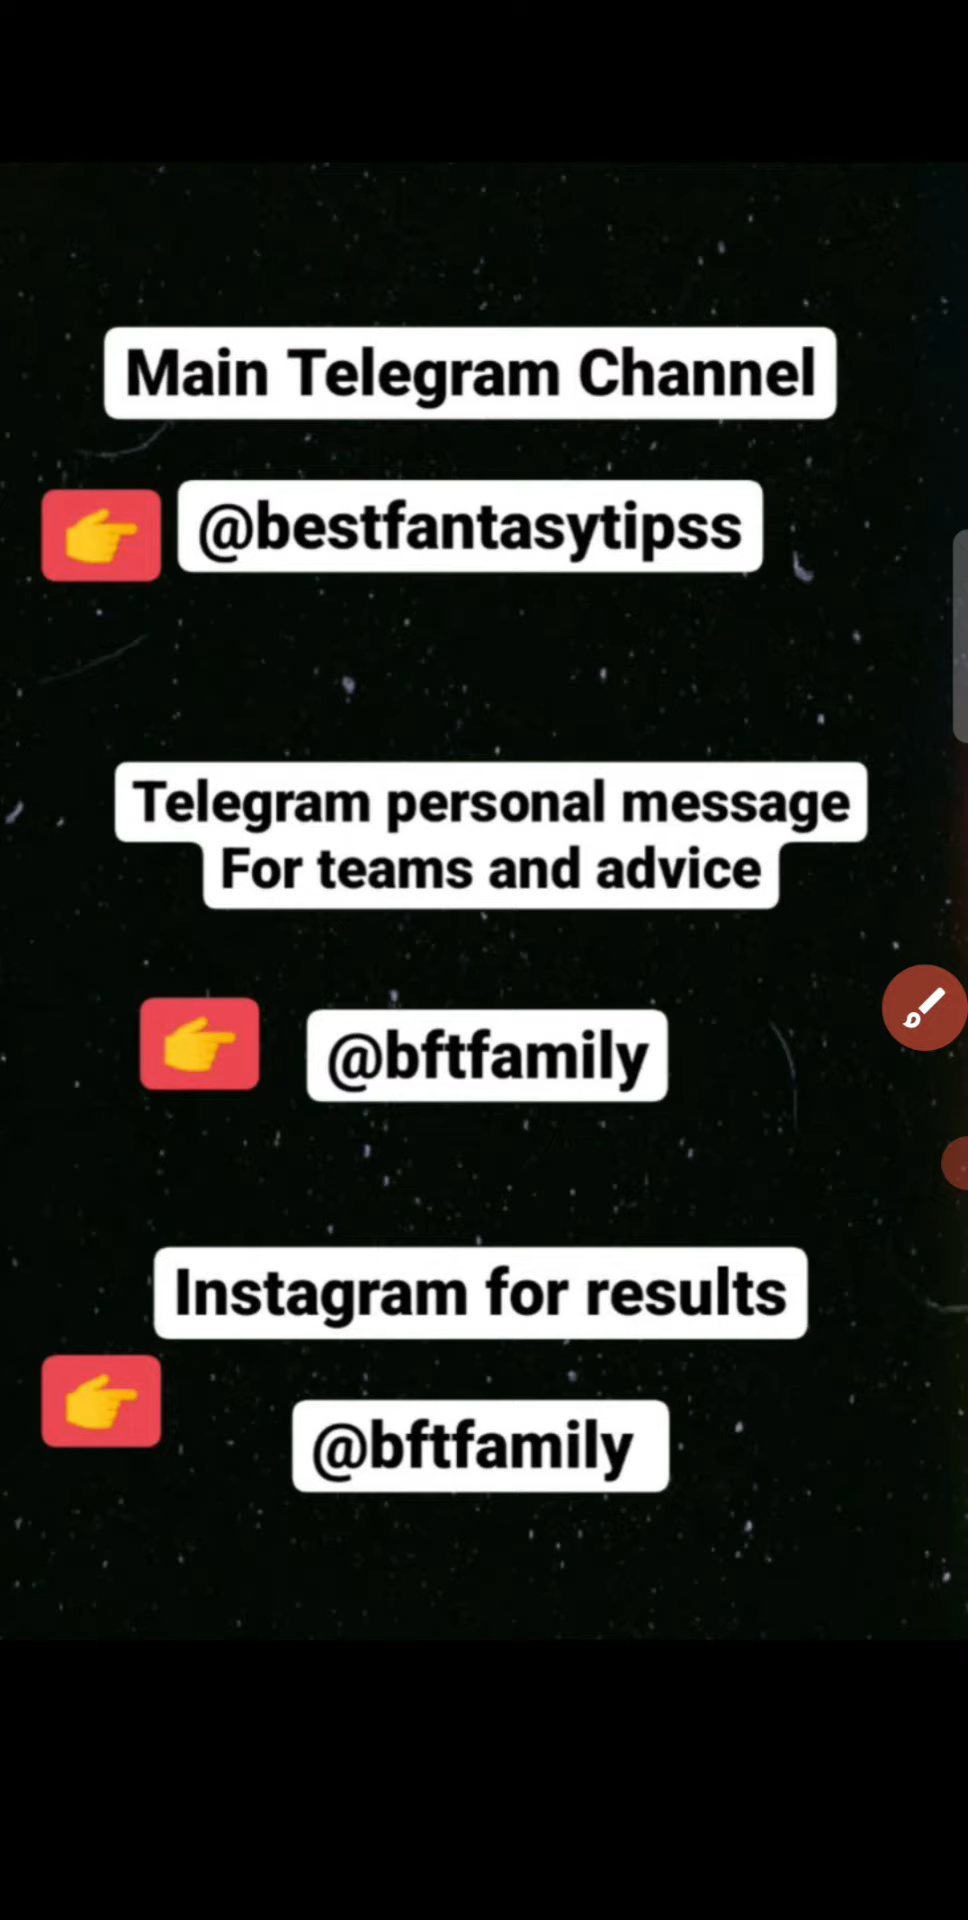 Main Telegram Channel
👉 @bestfantasytipss
Telegram personal message
For teams and advice
👉 @bftfamily
Instagram for results
👉 @bftfamily